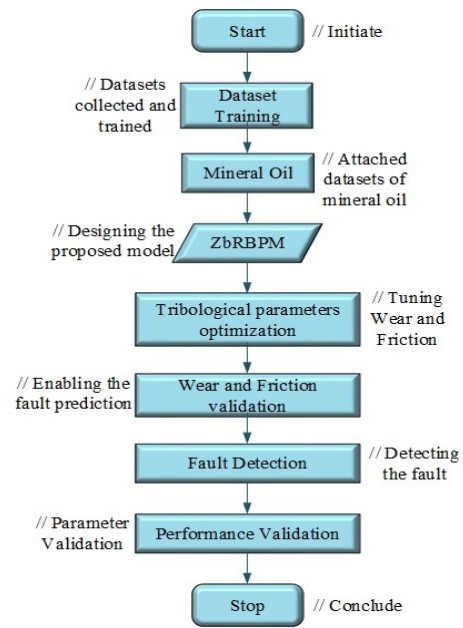 Start
// Initiate
// Datasets
collected and
trained
Dataset
Training
Mineral Oil
// Attached
datasets of
mineral oil
// Designing the
proposed model
ZbRBPM
Tribological parameters
optimization
// Tuning
Wear and
Friction
// Enabling the
fault prediction
Wear and Friction
validation
Fault Detection
// Detecting
the fault
// Parameter
Validation
Performance Validation
Stop
// Conclude